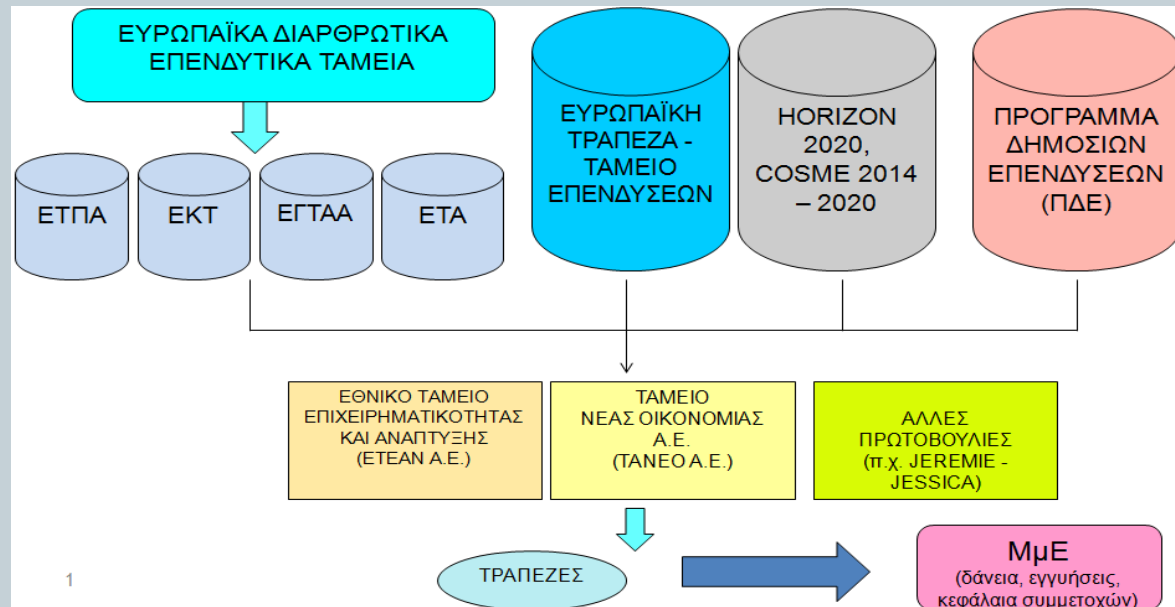 ΕΥΡΩΠΑΪΚΑ ΔΙΑΡΘΡΩΤΙΚΑ
ΕΠΕΝΔΥΤΙΚΑ ΤΑΜΕΙΑ
ΕΤΠΑ
ΕΚΤ
ΕΓΤΑΑ
ΕΤΑ
ΕΥΡΩΠΑΪΚΗ
ΤΡΑΠΕΖΑ -
ΤΑΜΕΙΟ
ΕΠΕΝΔΥΣΕΩΝ
HORIZON
2020,
COSME 2014
– 2020
ΠΡΟΓΡΑΜΜΑ
ΔΗΜΟΣΙΩΝ
ΕΠΕΝΔΥΣΕΩΝ
(ΠΔΕ)
ΕΘΝΙΚΟ ΤΑΜΕΙΟ
ΕΠΙΧΕΙΡΗΜΑΤΙΚΟΤΗΤΑΣ
ΚΑΙ ΑΝΑΠΤΥΞΗΣ
(ΕΤΕΑΝ Α.Ε.)
ΤΑΜΕΙΟ
ΝΕΑΣ ΟΙΚΟΝΟΜΙΑΣ
Α.Ε.
(ΤΑΝΕΟ Α.Ε.)
ΑΛΛΕΣ
ΠΡΩΤΟΒΟΥΛΙΕΣ
(π.χ. JEREMIE -
JESSICA)
ΤΡΑΠΕΖΕΣ
ΜμΕ
(δάνεια, εγγυήσεις,
κεφάλαια συμμετοχών)
1